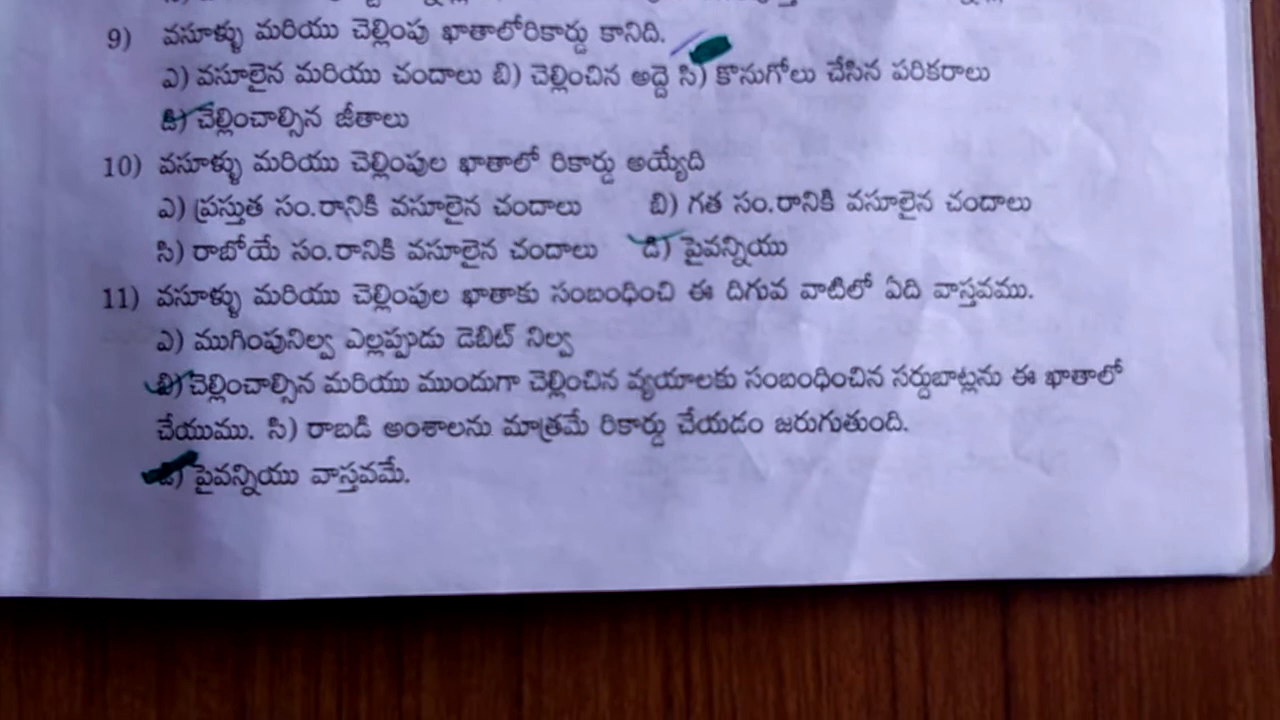 9) వసూళ్ళు మరియు చెల్లింపు ఖాతాలోరికార్డు కానిది.
ఎ) వసూలైన మరియు చందాలు బి) చెల్లించిన అద్దె సి) కొనుగోలు చేసిన పరికరాలు
డి) చెల్లించాల్సిన జీతాలు
10) వసూళ్ళు మరియు చెల్లింపుల ఖాతాలో రికార్డు అయ్యేది
ఎ) ప్రస్తుత సం.రానికి వసూలైన చందాలు బి) గత సం.రానికి వసూలైన చందాలు
సి) రాబోయే సం.రానికి వసూలైన చందాలు డి) పైవన్నియు
11) వసూళ్ళు మరియు చెల్లింపుల ఖాతాకు సంబంధించి ఈ దిగువ వాటిలో ఏది వాస్తవము.
ఎ) ముగింపునిల్వ ఎల్లప్పుడు డెబిట్ నిల్వ
బి) చెల్లించాల్సిన మరియు ముందుగా చెల్లించిన వ్యయాలకు సంబంధించిన సర్దుబాట్లను ఈ ఖాతాలో
చేయుము. సి) రాబడి అంశాలను మాత్రమే రికార్డు చేయడం జరుగుతుంది.
డి) పైవన్నియు వాస్తవమే.